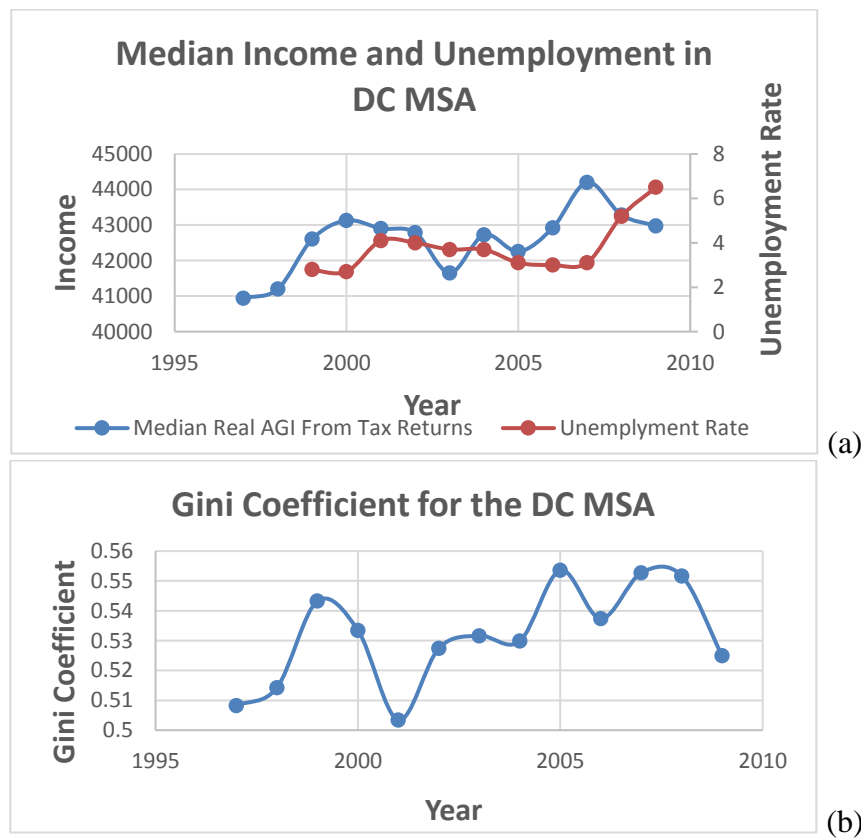 Median Income and Unemployment in
DC MSA
Income
45000
44000
43000
42000
41000
40000
8
6
4
2
0
Unemployment Rate
1995
2000
2005
2010
Year
Median Real AGI From Tax Returns
Unemplyment Rate
(a)
Gini Coefficient for the DC MSA
Gini Coefficient
0.56
0.55
0.54
0.53
0.52
0.51
0.5
1995
2000
2005
2010
Year
(b)